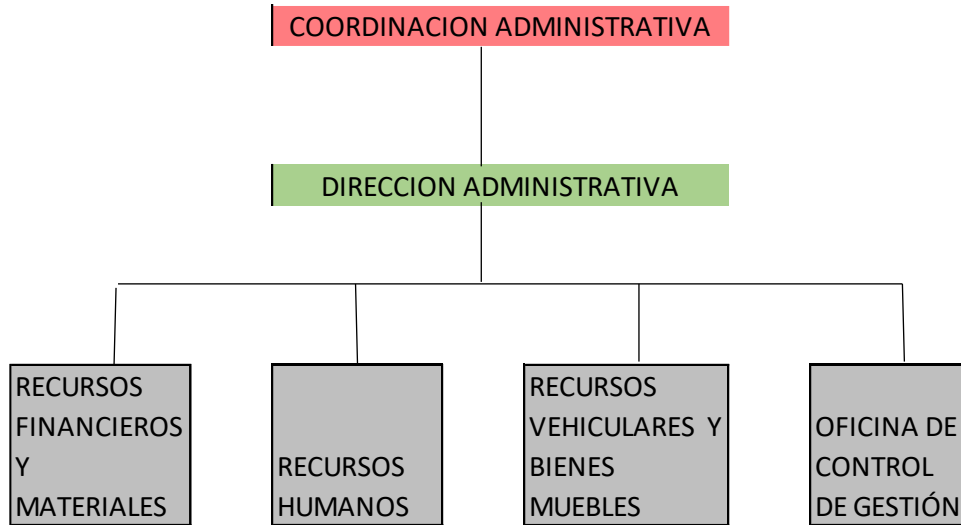 COORDINACION ADMINISTRATIVA
DIRECCION ADMINISTRATIVA
RECURSOS
FINANCIEROS
Y
MATERIALES
RECURSOS
HUMANOS
RECURSOS
VEHICULARES Y
BIENES
MUEBLES
OFICINA DE
CONTROL
DE GESTIÓN